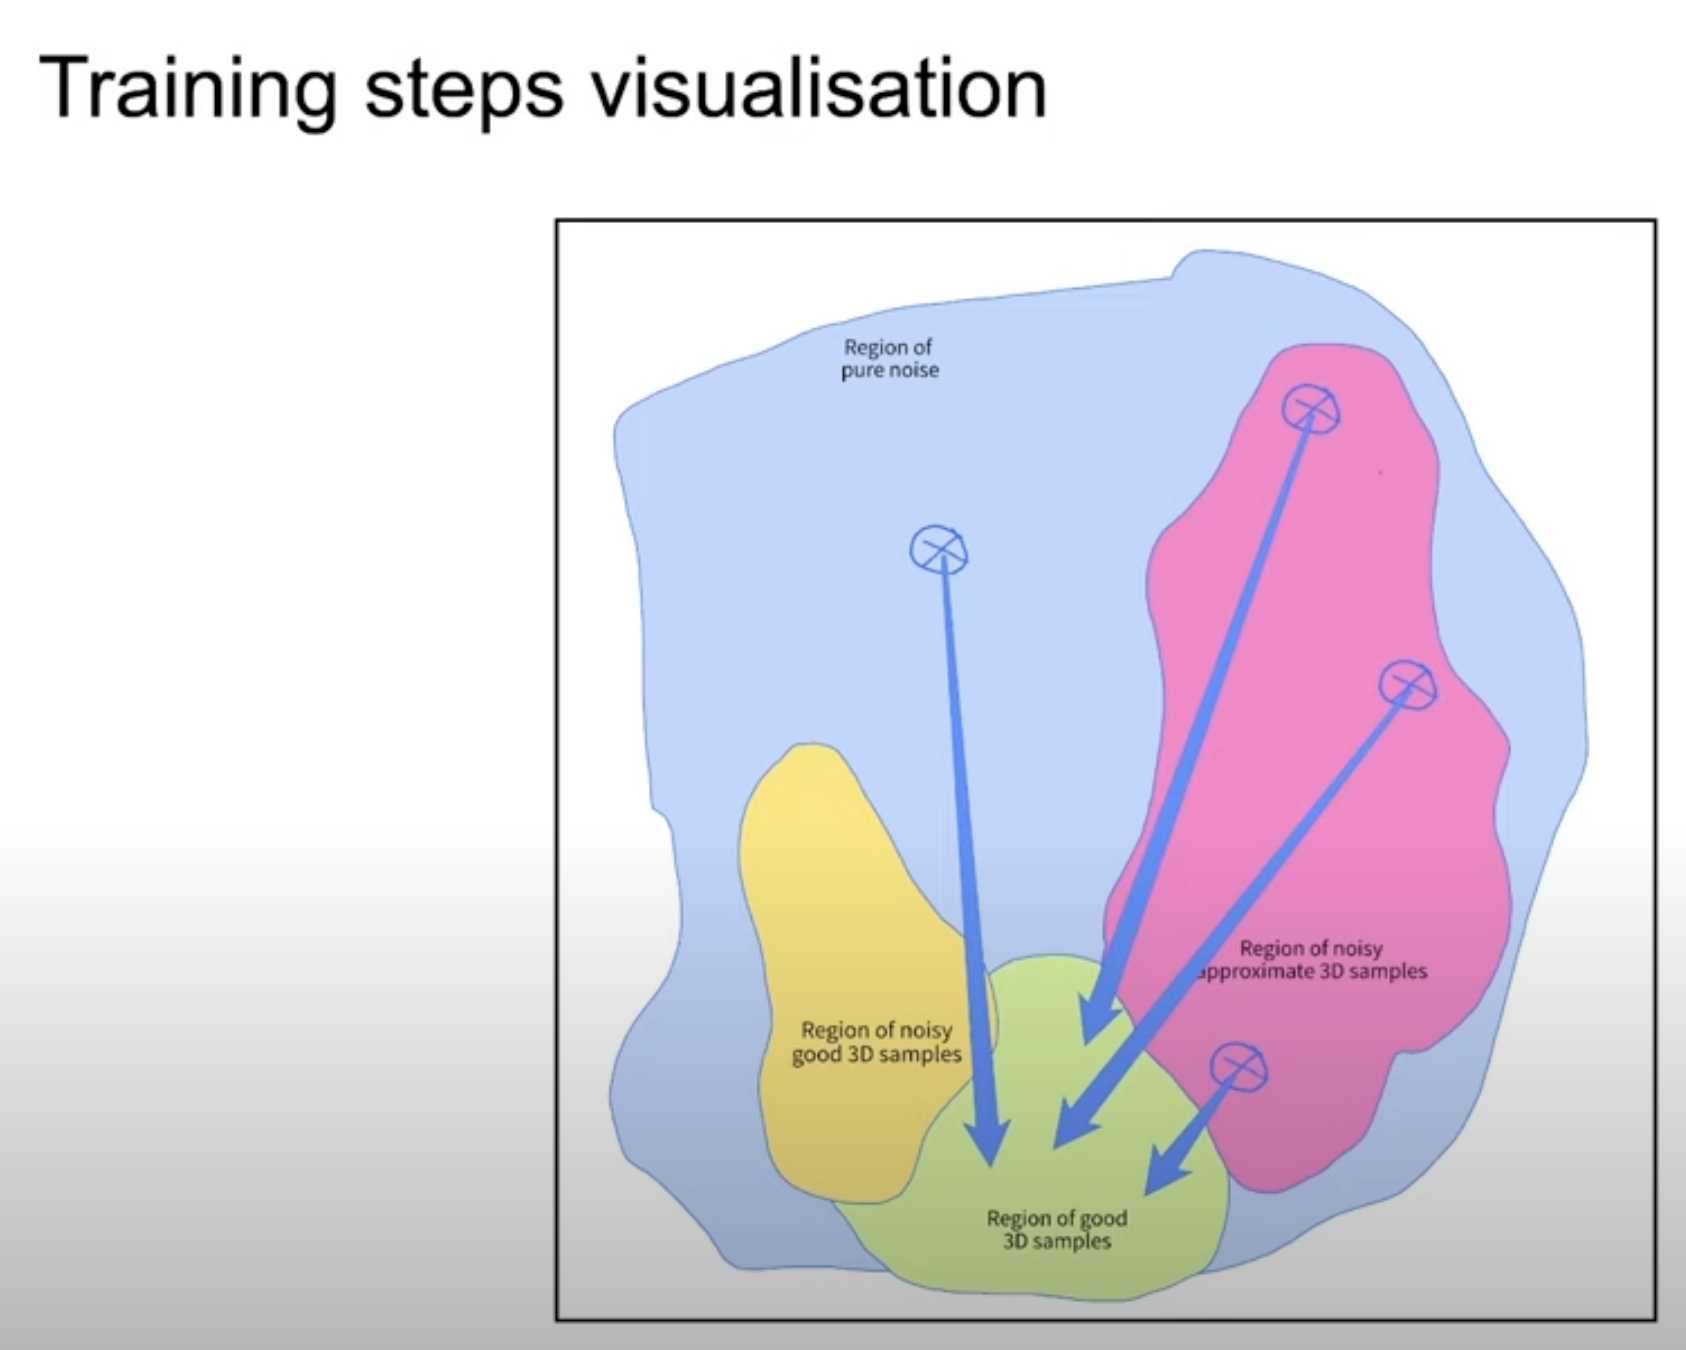 Training steps visualisation
Region of
pure noise
Region of noisy
approximate 3D samples
Region of noisy
good 3D samples
Region of good
3D samples